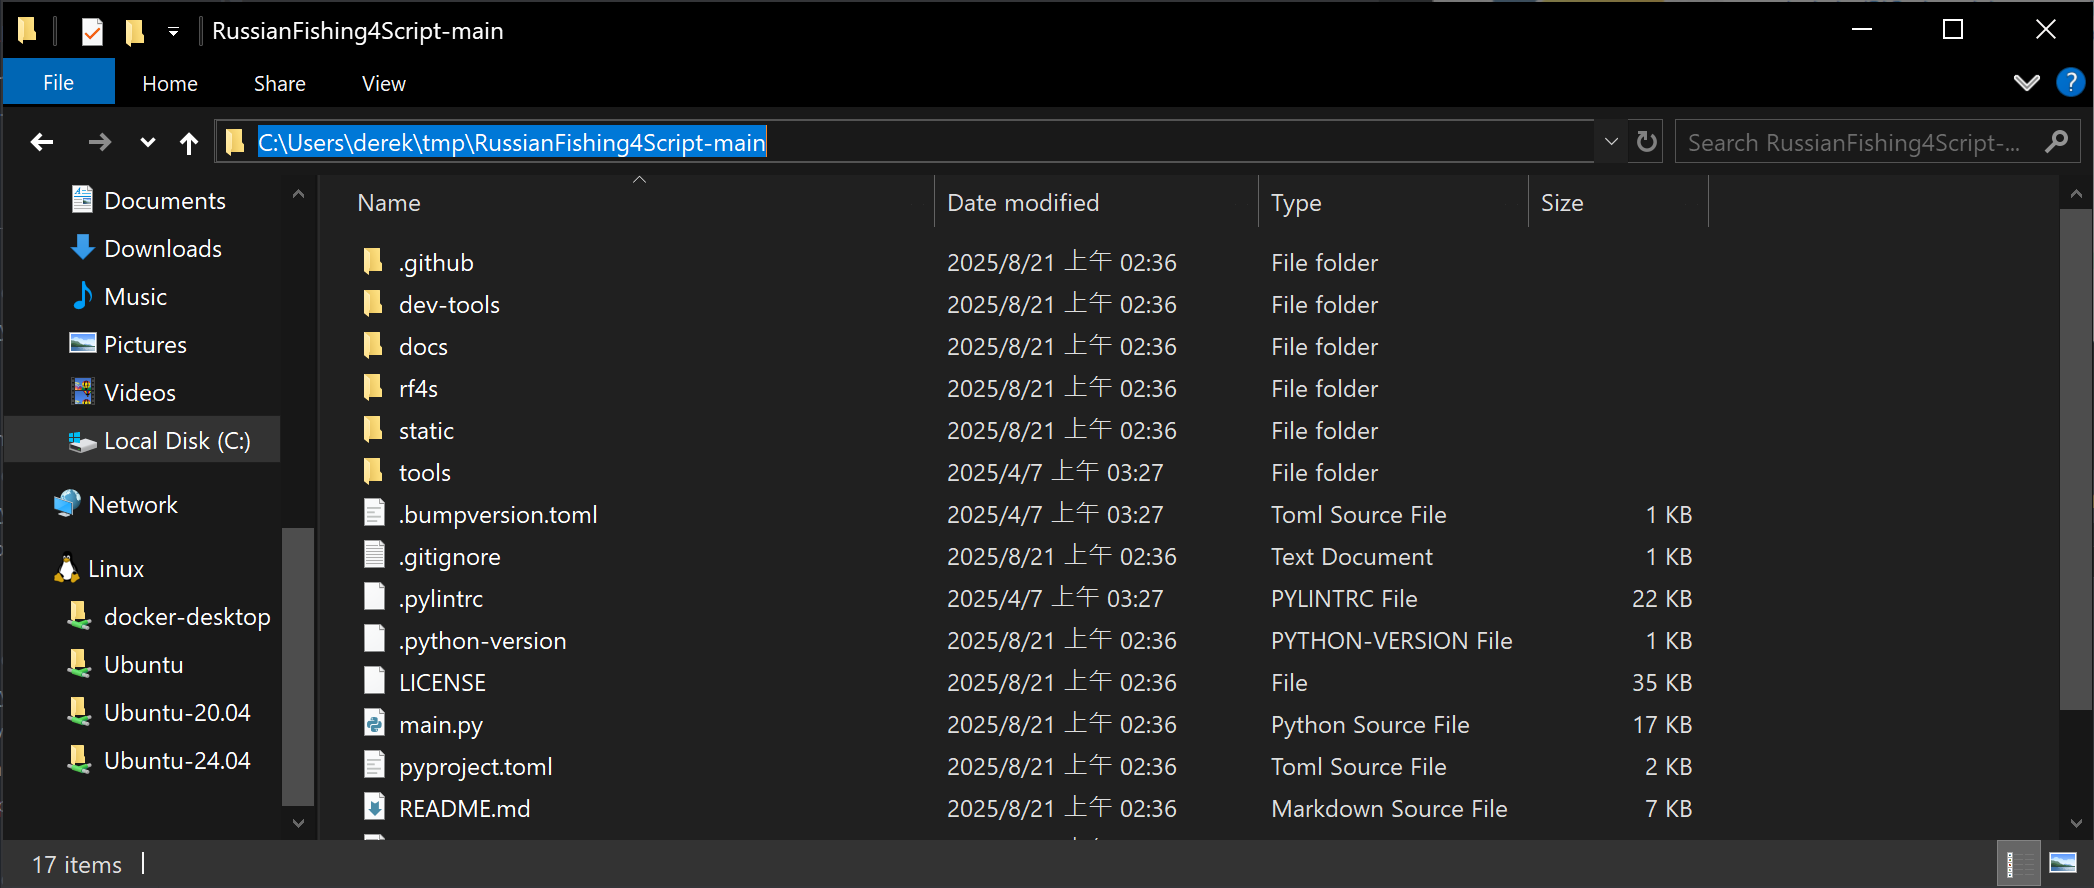 RussianFishing4Script-main
File Home Share View ?
C:\Users\derek\tmp\RussianFishing4Script-main Search RussianFishing4Script-...
Documents
Downloads
Music
Pictures
Videos
Local Disk (C:)
Network
Linux
docker-desktop
Ubuntu
Ubuntu-20.04
Ubuntu-24.04
Name Date modified Type Size
.github 2025/8/21 上午 02:36 File folder
dev-tools 2025/8/21 上午 02:36 File folder
docs 2025/8/21 上午 02:36 File folder
rf4s 2025/8/21 上午 02:36 File folder
static 2025/8/21 上午 02:36 File folder
tools 2025/4/7 上午 03:27 File folder
.bumpversion.toml 2025/4/7 上午 03:27 Toml Source File 1 KB
.gitignore 2025/8/21 上午 02:36 Text Document 1 KB
.pylintrc 2025/4/7 上午 03:27 PYLINTRC File 22 KB
.python-version 2025/8/21 上午 02:36 PYTHON-VERSION File 1 KB
LICENSE 2025/8/21 上午 02:36 File 35 KB
main.py 2025/8/21 上午 02:36 Python Source File 17 KB
pyproject.toml 2025/8/21 上午 02:36 Toml Source File 2 KB
README.md 2025/8/21 上午 02:36 Markdown Source File 7 KB
17 items